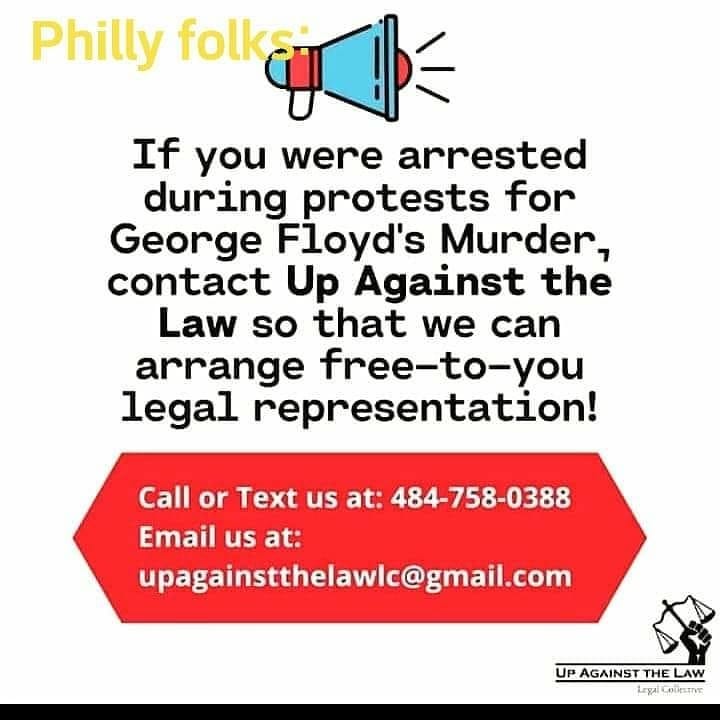 Philly folks:
If you were arrested
during protests for
George Floyd's Murder,
contact Up Against the
Law so that we can
arrange free-to-you
legal representation!
Call or Text us at: 484-758-0388
Email us at:
upagainstthelawlc@gmail.com
UP AGAINST THE LAW
Legal Collective